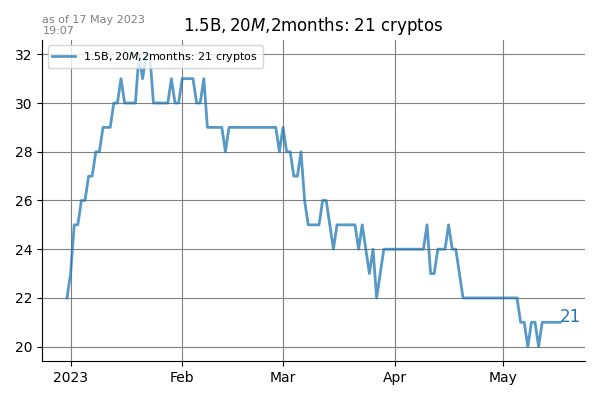 as of 17 May 2023
19:07
1.5B, 20M,2months: 21 cryptos
1.5B, 20M,2months: 21 cryptos
32
30
28
26
24
22
20
21
2023
Feb
Mar
Apr
May